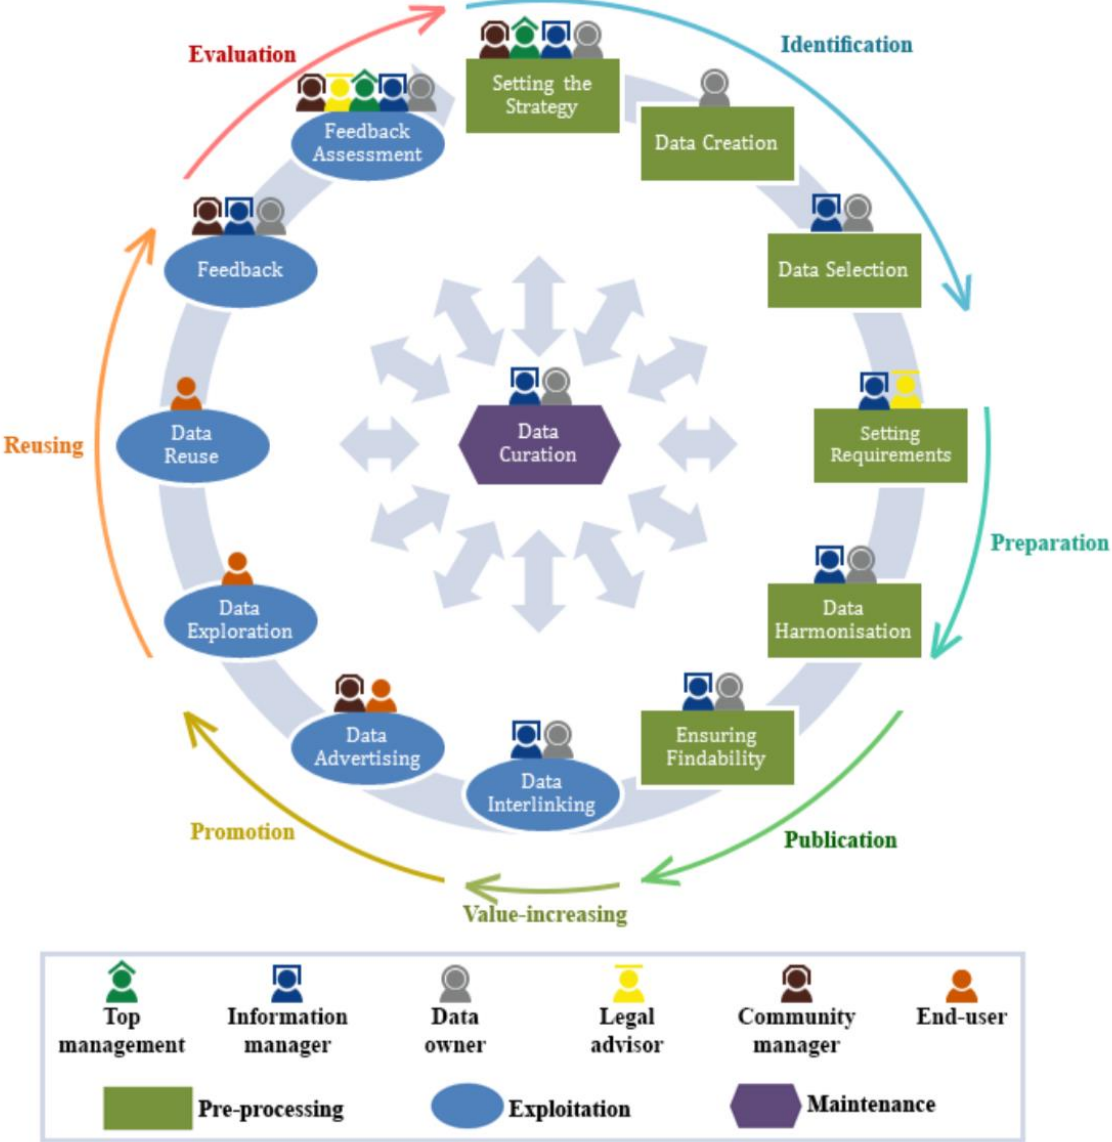 Evaluation
Identification
Setting the
Strategy
Feedback
Assessment
Data Creation
Feedback
Data Selection
Data
Curation
Reusing
Data
Reuse
Setting
Requirements
Preparation
Data
Exploration
Data
Harmonisation
Data
Advertising
Data
Interlinking
Ensuring
Findability
Promotion
Publication
Value-increasing
Top
management
Information
manager
Data
owner
Legal
advisor
Community
manager
End-user
Pre-processing
Exploitation
Maintenance